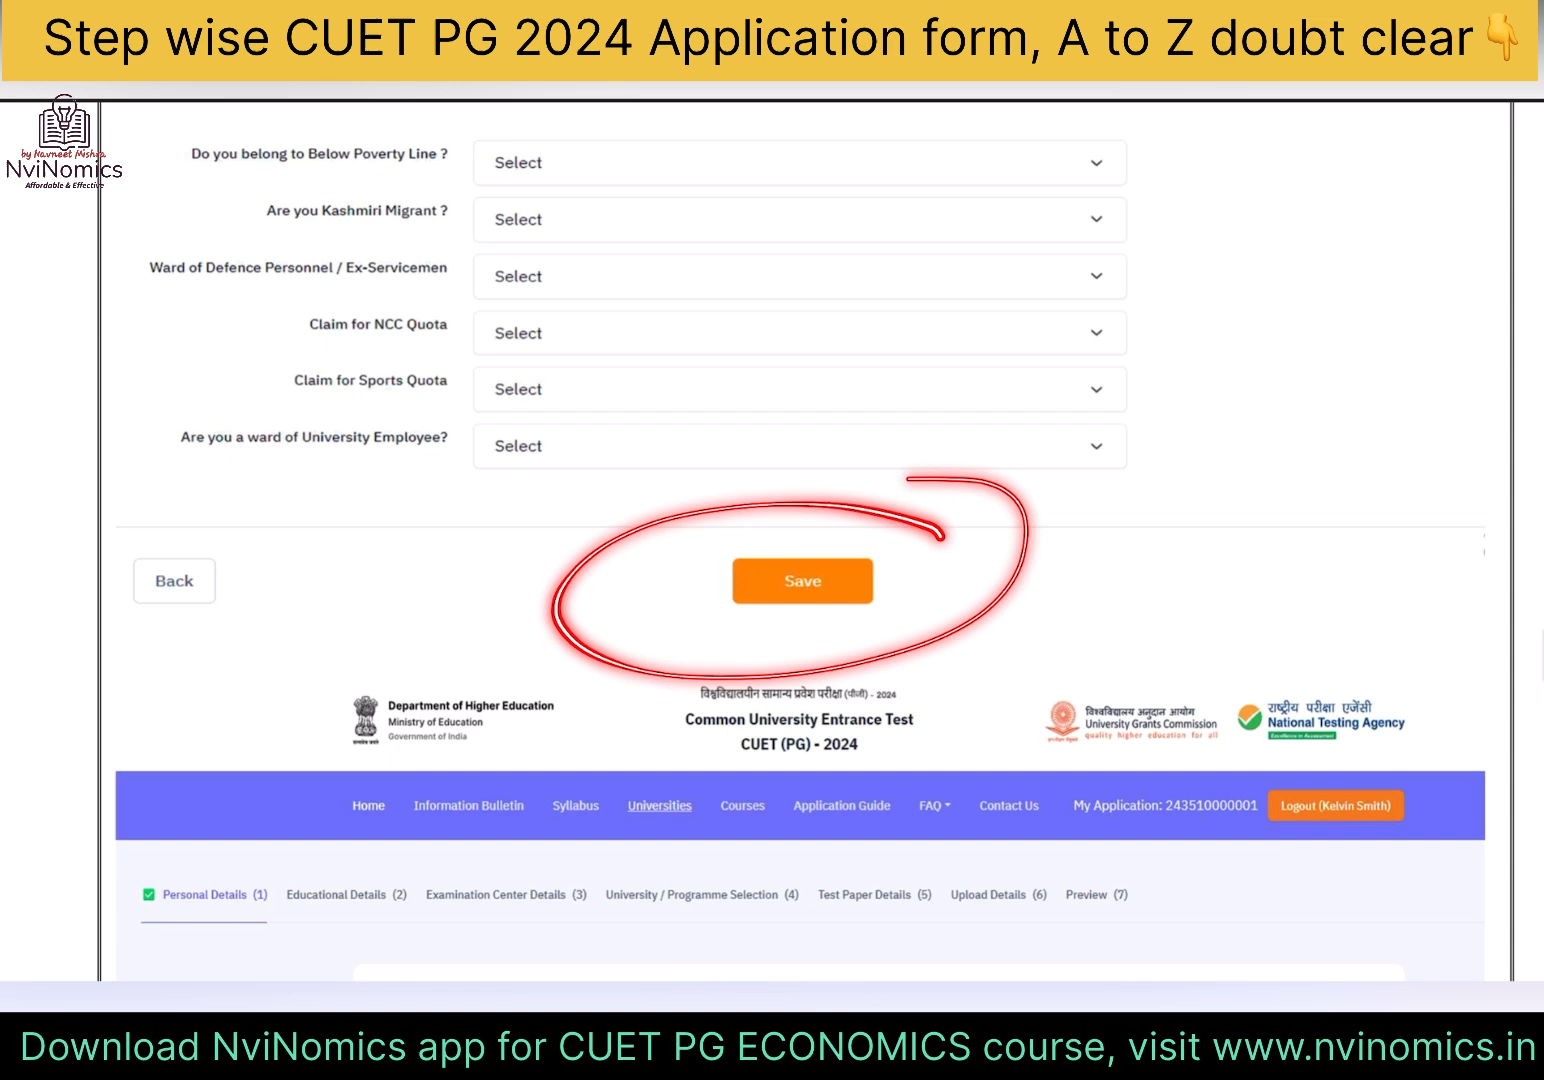 Step wise CUET PG 2024 Application form, A to Z doubt clear👇
by Navneet Mishra
NviNomics
Affordable & Effective
Do you belong to Below Poverty Line ?
Select
Are you Kashmiri Migrant ?
Select
Ward of Defence Personnel / Ex-Servicemen
Select
Claim for NCC Quota
Select
Claim for Sports Quota
Select
Are you a ward of University Employee?
Select
Back
Save
Department of Higher Education
Ministry of Education
Government of India
विश्वविद्यालयीन सामान्य प्रवेश परीक्षा (पीजी) - 2024
Common University Entrance Test
CUET (PG) - 2024
विश्वविद्यालय अनुदान आयोग
University Grants Commission
quality higher education for all
राष्ट्रीय परीक्षा एजेंसी
National Testing Agency
Excellence in Assessment
Home Information Bulletin Syllabus Universities Courses Application Guide FAQ Contact Us My Application: 243510000001 Logout (Kelvin Smith)
Personal Details (1) Educational Details (2) Examination Center Details (3) University / Programme Selection (4) Test Paper Details (5) Upload Details (6) Preview (7)
Download NviNomics app for CUET PG ECONOMICS course, visit www.nvinomics.in